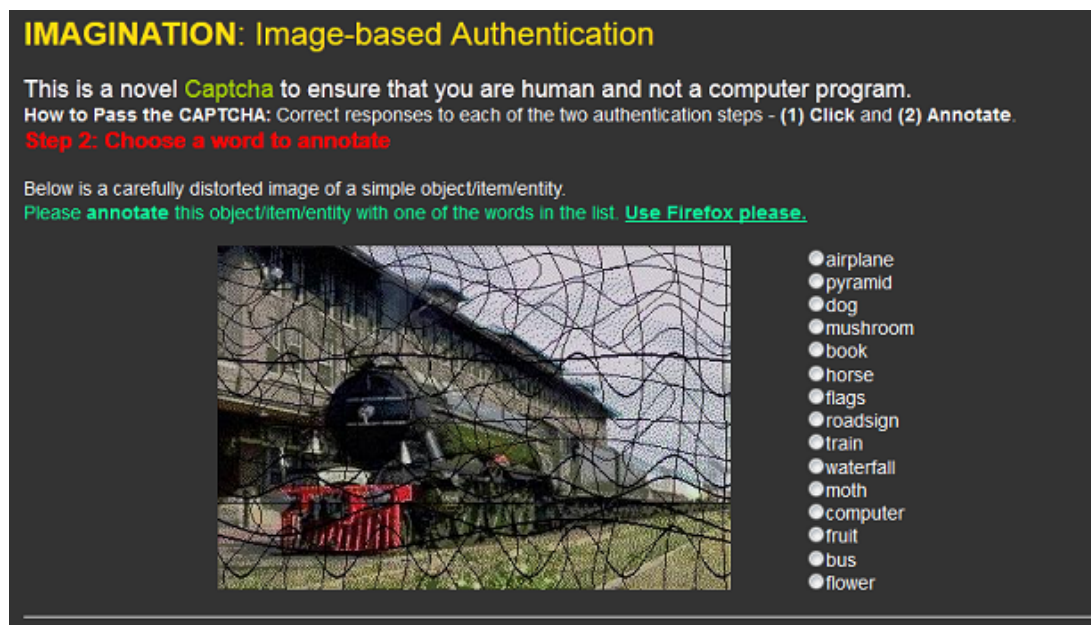 IMAGINATION: Image-based Authentication
This is a novel Captcha to ensure that you are human and not a computer program.
How to Pass the CAPTCHA: Correct responses to each of the two authentication steps - (1) Click and (2) Annotate.
Step 2: Choose a word to annotate
Below is a carefully distorted image of a simple object/item/entity.
Please annotate this object/item/entity with one of the words in the list. Use Firefox please.
airplane
pyramid
dog
mushroom
book
horse
flags
roadsign
train
waterfall
moth
computer
fruit
bus
flower